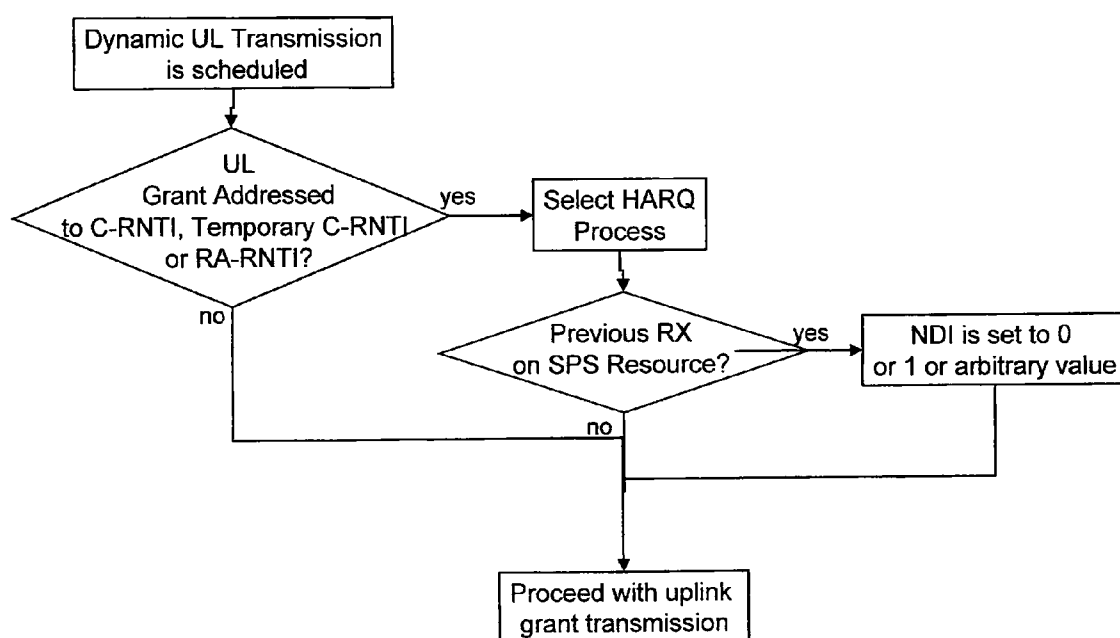 Dynamic UL Transmission
is scheduled
UL
Grant Addressed
to C-RNTI, Temporary C-RNTI
or RA-RNTI?
yes
no
Select HARQ
Process
Previous RX
on SPS Resource?
yes
no
NDI is set to 0
or 1 or arbitrary value
Proceed with uplink
grant transmission